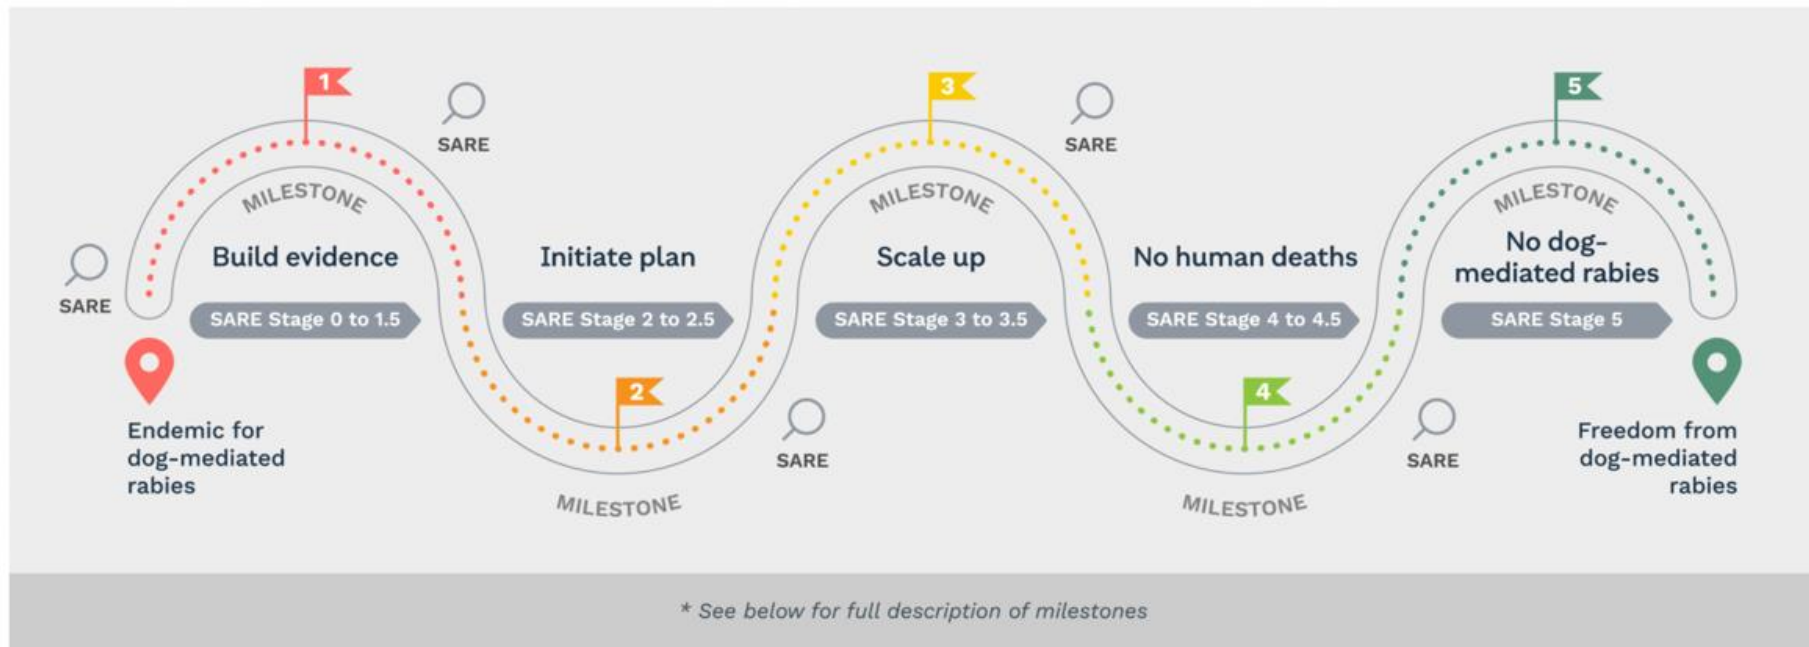 1
SARE
3
SARE
5
MILESTONE
MILESTONE
MILESTONE
SARE
Build evidence
Initiate plan
Scale up
No human deaths
No dog-
mediated rabies
SARE Stage 0 to 1.5
SARE Stage 2 to 2.5
SARE Stage 3 to 3.5
SARE Stage 4 to 4.5
SARE Stage 5
2
4
Endemic for
dog-mediated
rabies
SARE
SARE
Freedom from
dog-mediated
rabies
MILESTONE
MILESTONE
* See below for full description of milestones